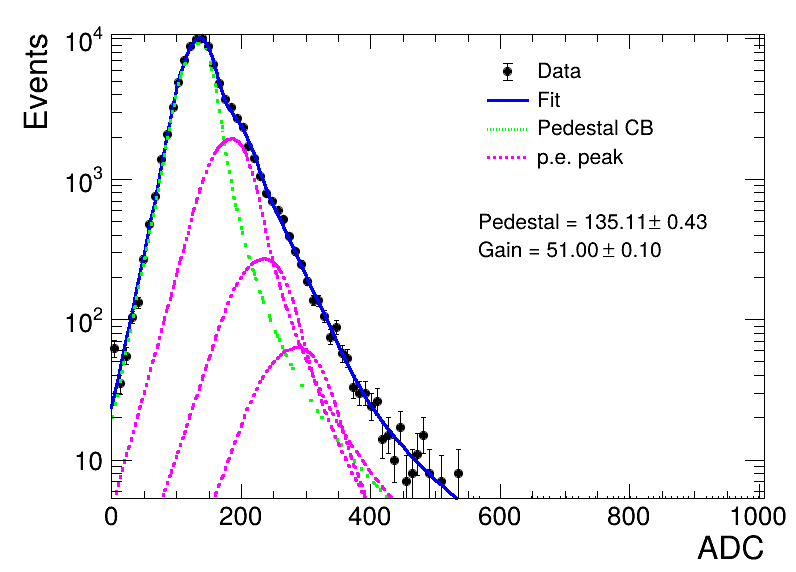 Events
10^4
10^3
10^2
10
0
200
400
600
800
1000
ADC
Data
Fit
Pedestal CB
p.e. peak
Pedestal = 135.11± 0.43
Gain = 51.00 ± 0.10